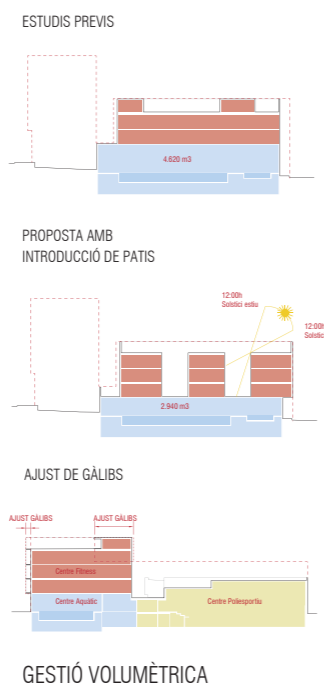 ESTUDIS PREVIS
4.620 m3
PROPOSTA AMB
INTRODUCCIÓ DE PATIS
12:00h
Solstici estiu
12:00h
Solstic
2.940 m3
AJUST DE GÀLIBS
AJUST GÀLIBS
AJUST GÀLIBS
Centre Fitness
Centre Aquàtic
Centre Poliesportiu
GESTIÓ VOLUMÈTRICA